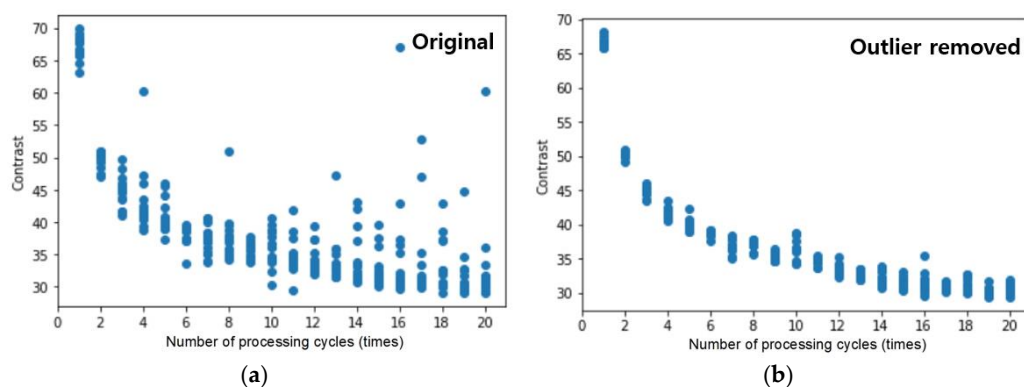 Original
70
65
60
55
50
45
40
35
30
Contrast
0 2 4 6 8 10 12 14 16 18 20
Number of processing cycles (times)
(a)
Outlier removed
70
65
60
55
50
45
40
35
30
Contrast
0 2 4 6 8 10 12 14 16 18 20
Number of processing cycles (times)
(b)